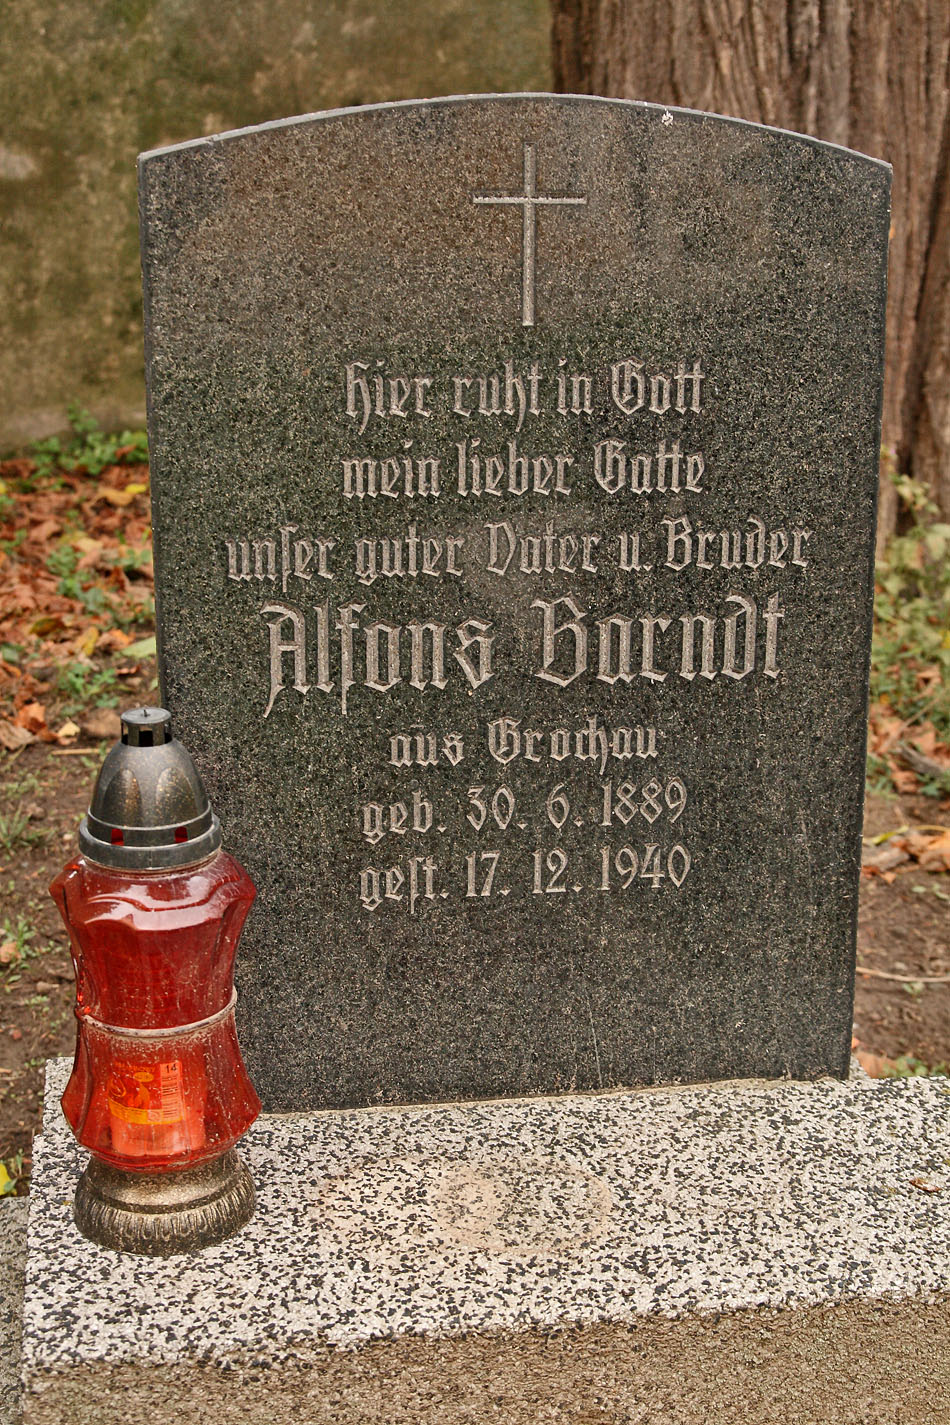 Hier ruht in Gott
mein lieber Gatte
unser guter Vater u. Bruder
Alfons Barndt
aus Grochau
geb. 30. 6. 1889
gest. 17. 12. 1940
14